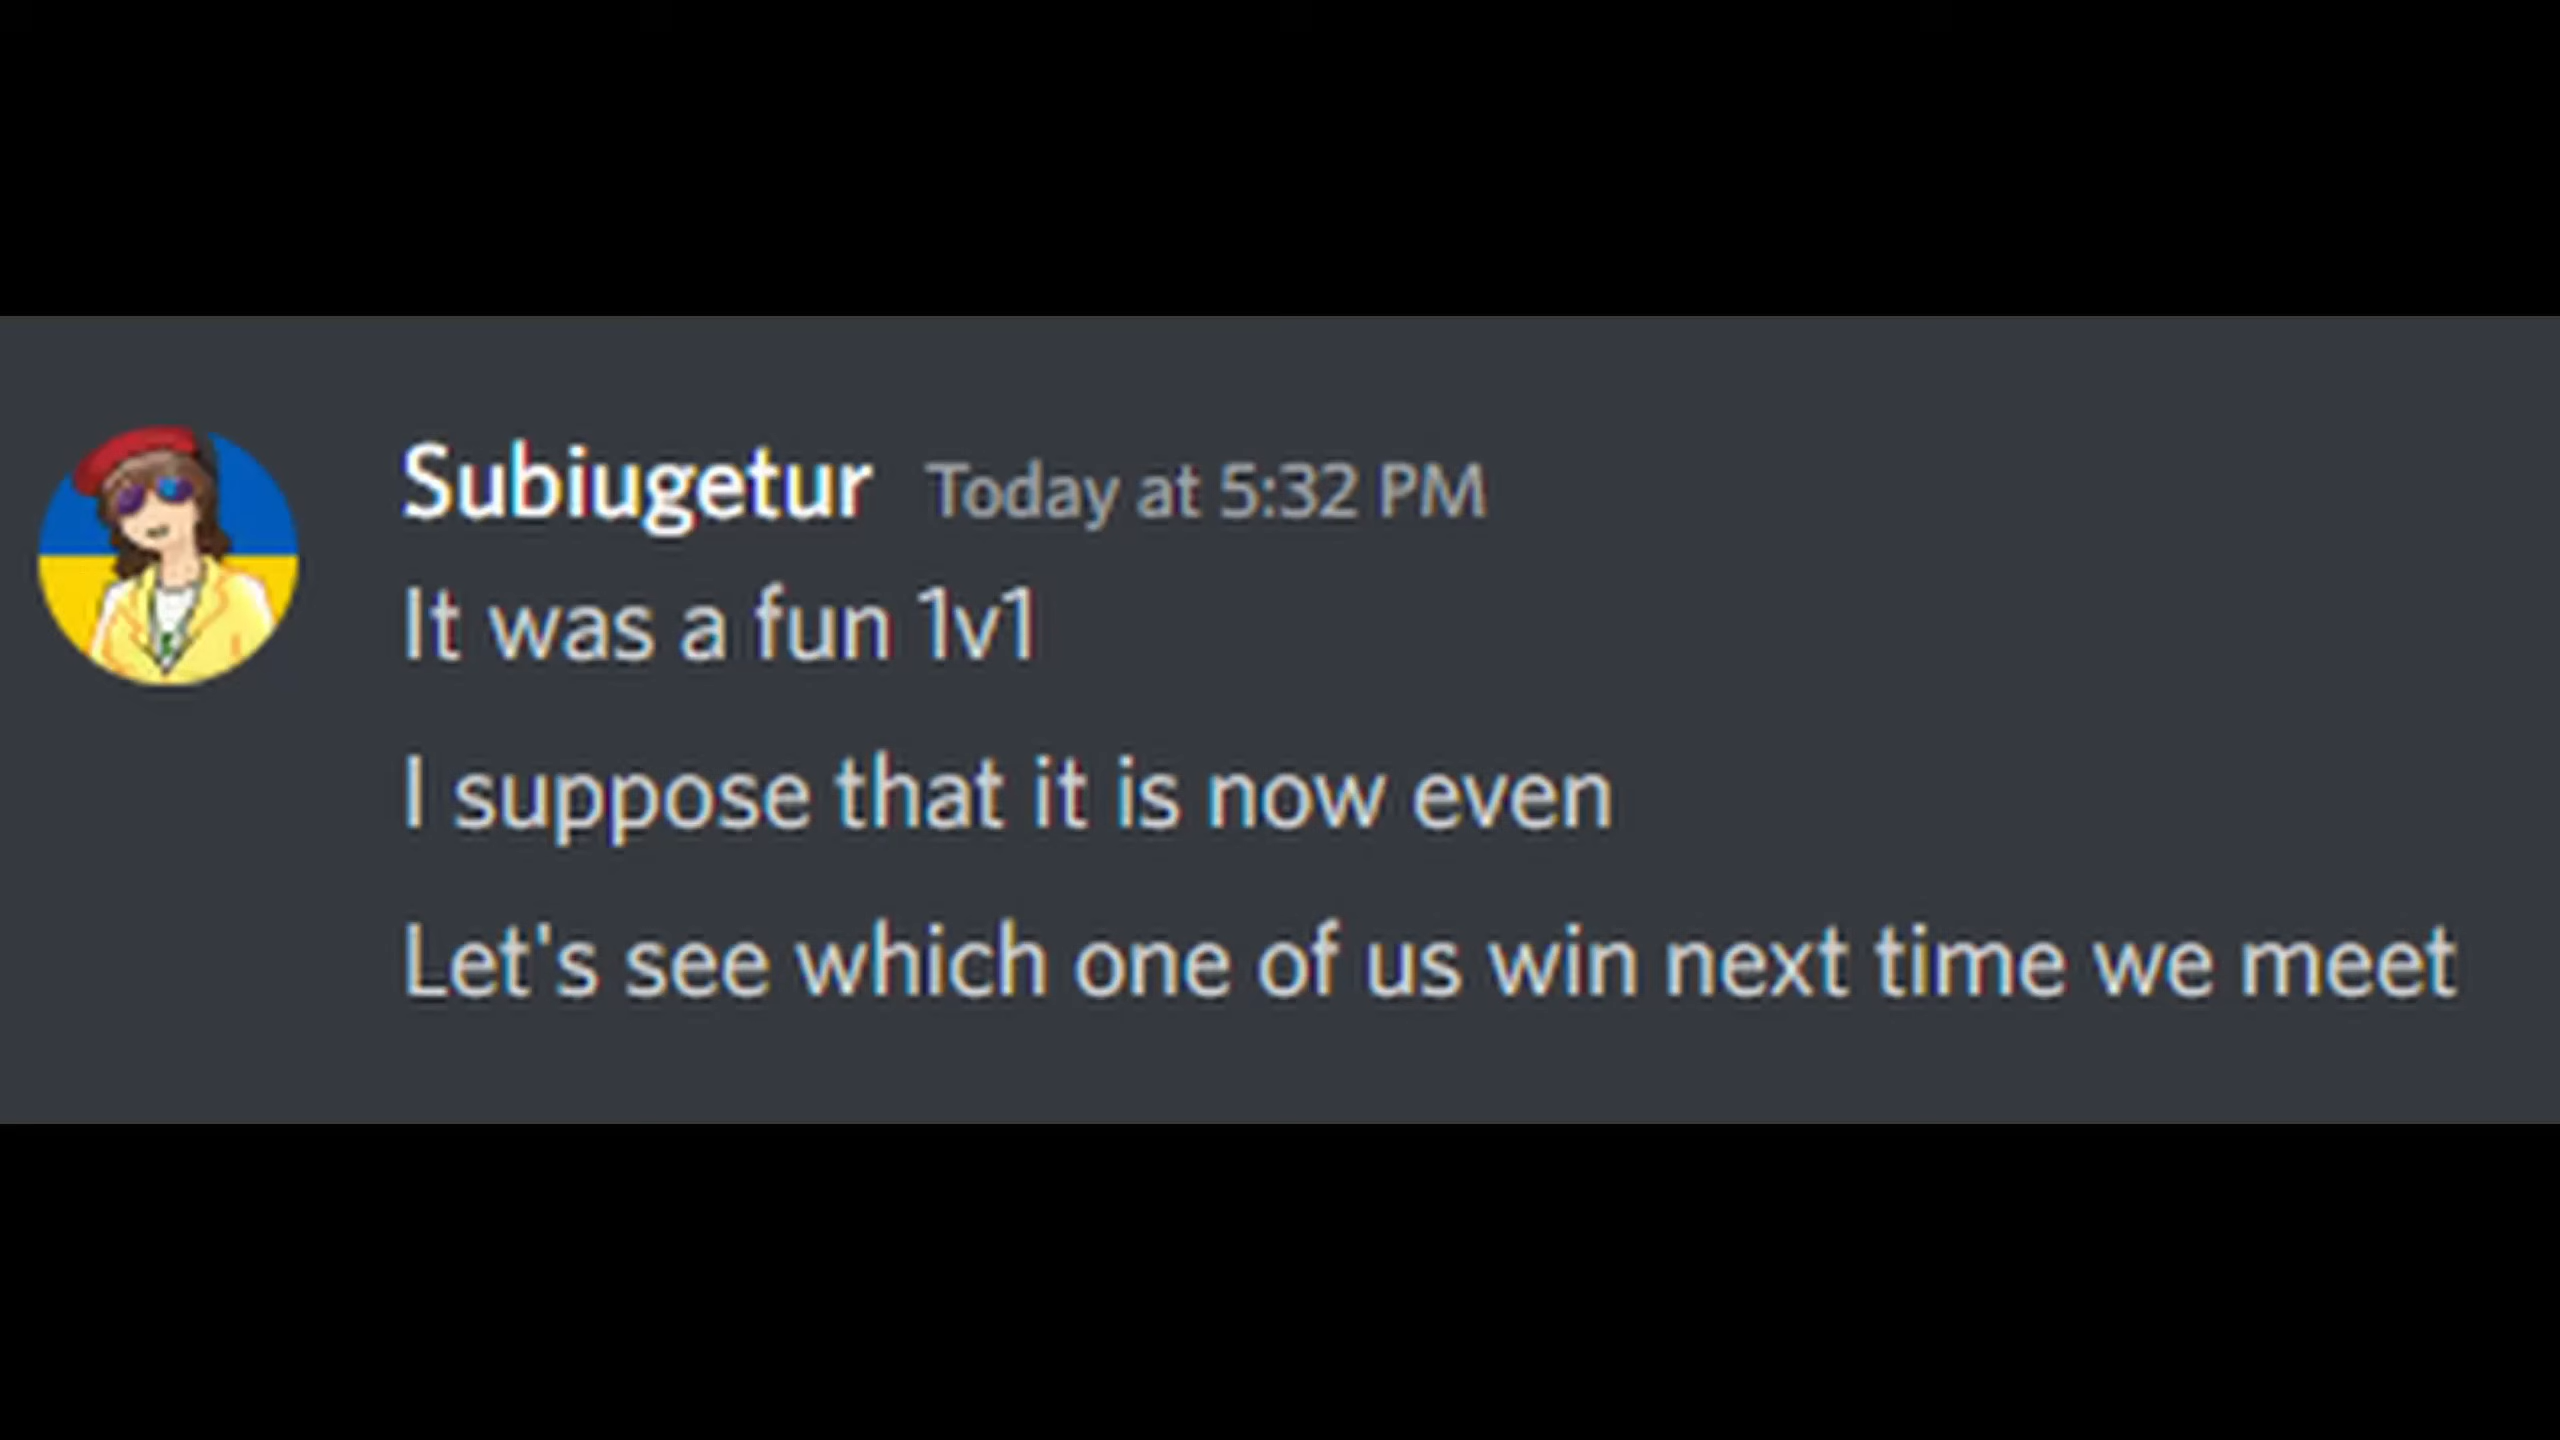 Subiugetur Today at 5:32 PM
It was a fun 1v1
I suppose that it is now even
Let's see which one of us win next time we meet